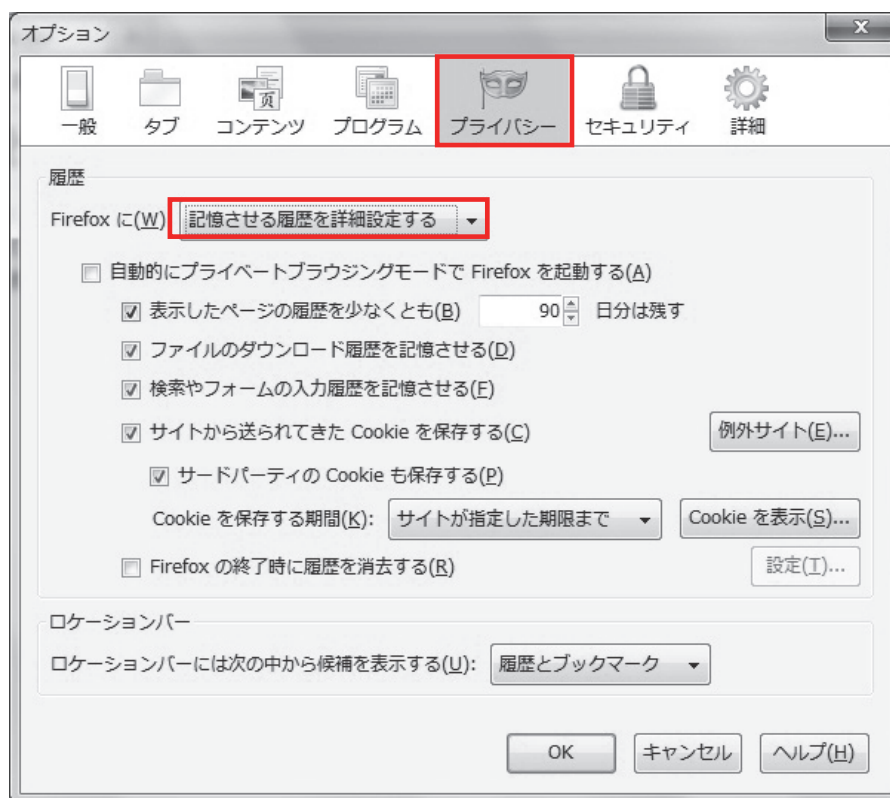 オプション
一般 タブ コンテンツ プログラム プライバシー セキュリティ 詳細
页
履歴
Firefox に(W) 記憶させる履歴を詳細設定する
自動的にプライベートブラウジングモードで Firefox を起動する(A)
表示したページの履歴を少なくとも(B) 90 日分は残す
ファイルのダウンロード履歴を記憶させる(D)
検索やフォームの入力履歴を記憶させる(F)
サイトから送られてきた Cookie を保存する(C) 例外サイト(E)...
サードパーティの Cookie も保存する(P)
Cookie を保存する期間(K): サイトが指定した期限まで Cookie を表示(S)...
Firefox の終了時に履歴を消去する(R) 設定(T)...
ロケーションバー
ロケーションバーには次の中から候補を表示する(U): 履歴とブックマーク
OK キャンセル ヘルプ(H)